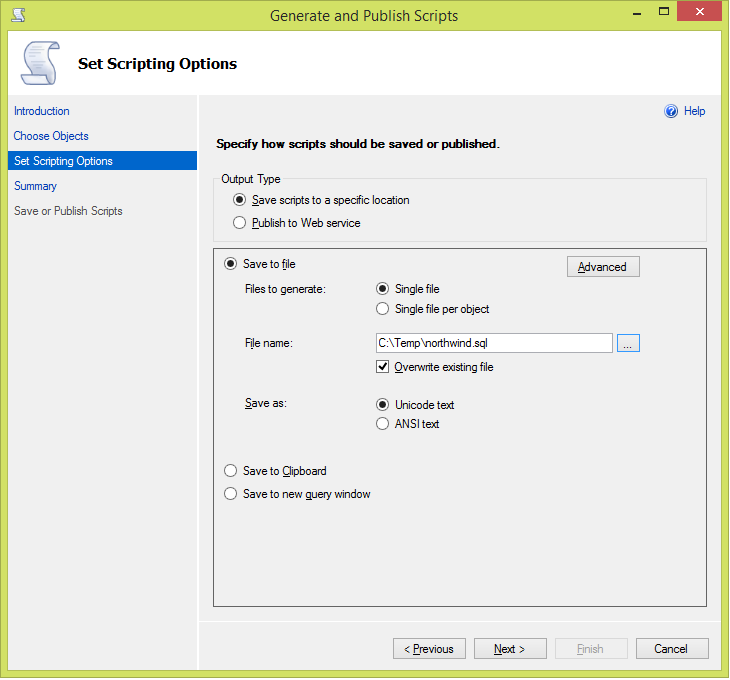 Generate and Publish Scripts
Set Scripting Options
Introduction
Choose Objects
Set Scripting Options
Summary
Save or Publish Scripts
Help
Specify how scripts should be saved or published.
Output Type
Save scripts to a specific location
Publish to Web service
Save to file
Advanced
Files to generate:
Single file
Single file per object
File name:
C:\Temp\northwind.sql
...
Overwrite existing file
Save as:
Unicode text
ANSI text
Save to Clipboard
Save to new query window
< Previous
Next >
Finish
Cancel